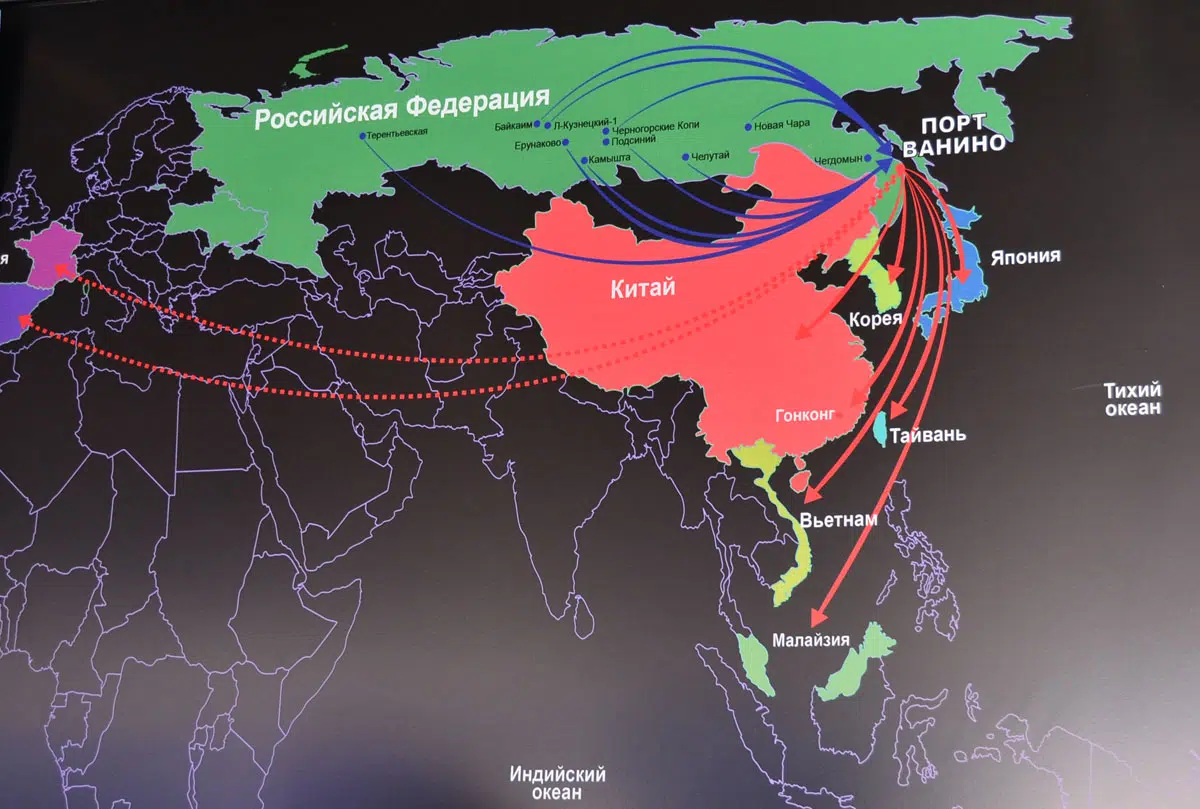 Российская Федерация
Терентьевская
Байкаим
Л-Кузнецкий-1
Ерунаково
Черногорские Копи
Подсиний
Камышта
Новая Чара
Челутай
Чегдомын
ПОРТ
ВАНИНО
я
Китай
Япония
Корея
Тихий
океан
Гонконг
Тайвань
Вьетнам
Малайзия
Индийский
океан